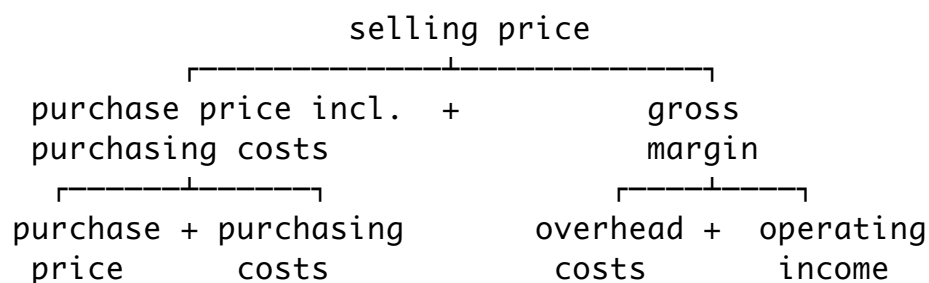 selling price
purchase price incl. + gross
purchasing costs margin
purchase + purchasing overhead + operating
price costs costs income